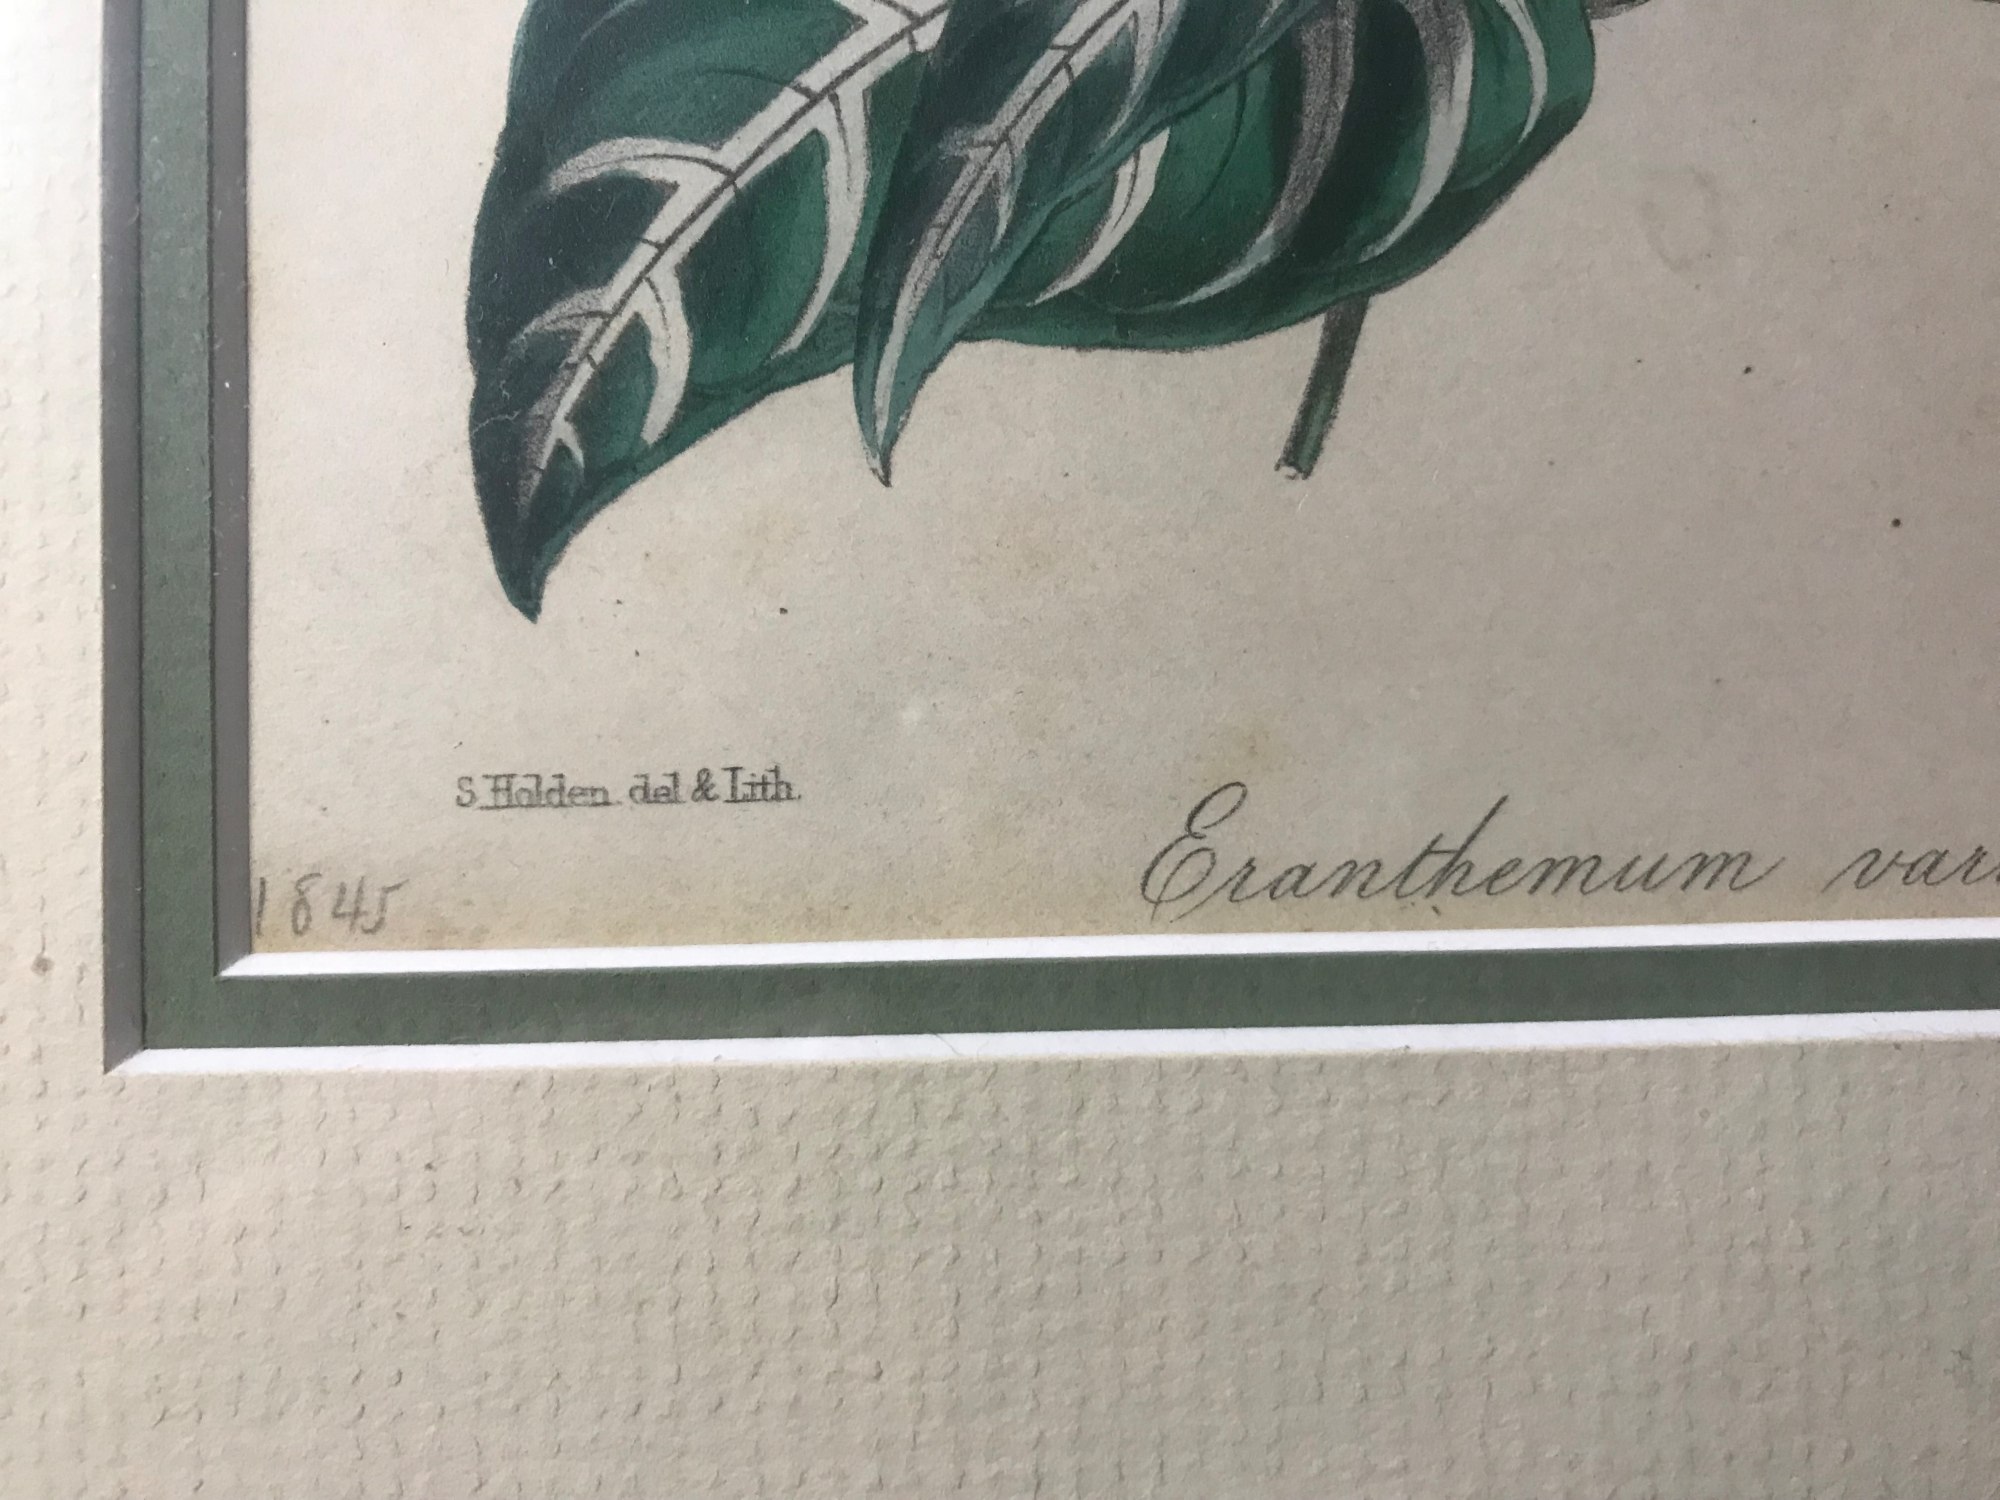 S Holden del & Lith.
1845
Eranthemum